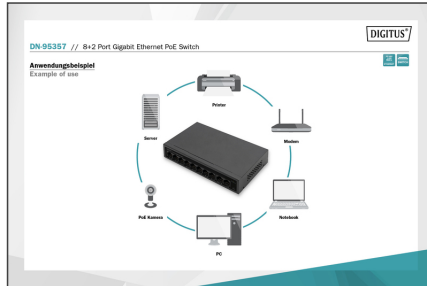 DIGITUS®
DN-95357 // 8+2 Port Gigabit Ethernet PoE Switch
Anwendungsbeispiel
Example of use
Printer
Server
Modem
PoE Kamera
Notebook
PC